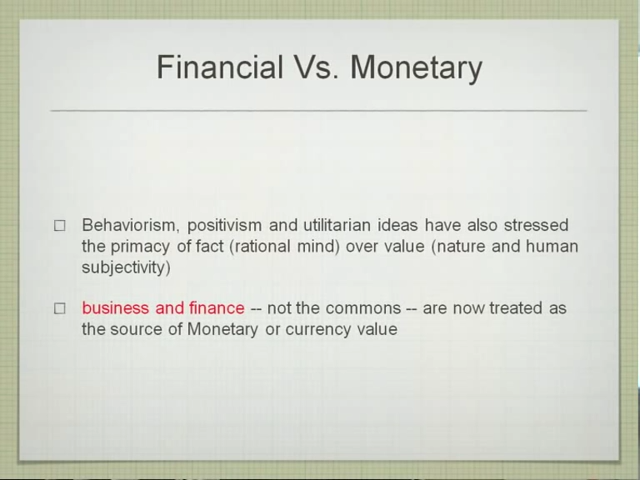 Financial Vs. Monetary
Behaviorism, positivism and utilitarian ideas have also stressed
the primacy of fact (rational mind) over value (nature and human
subjectivity)
business and finance -- not the commons -- are now treated as
the source of Monetary or currency value